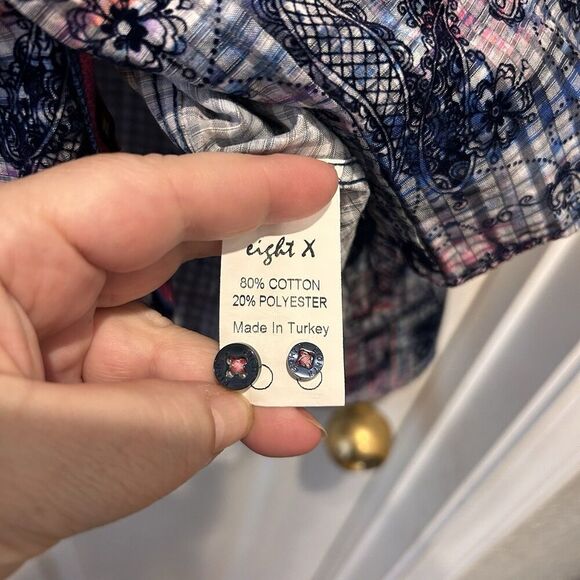 eight X
80% COTTON
20% POLYESTER
Made In Turkey